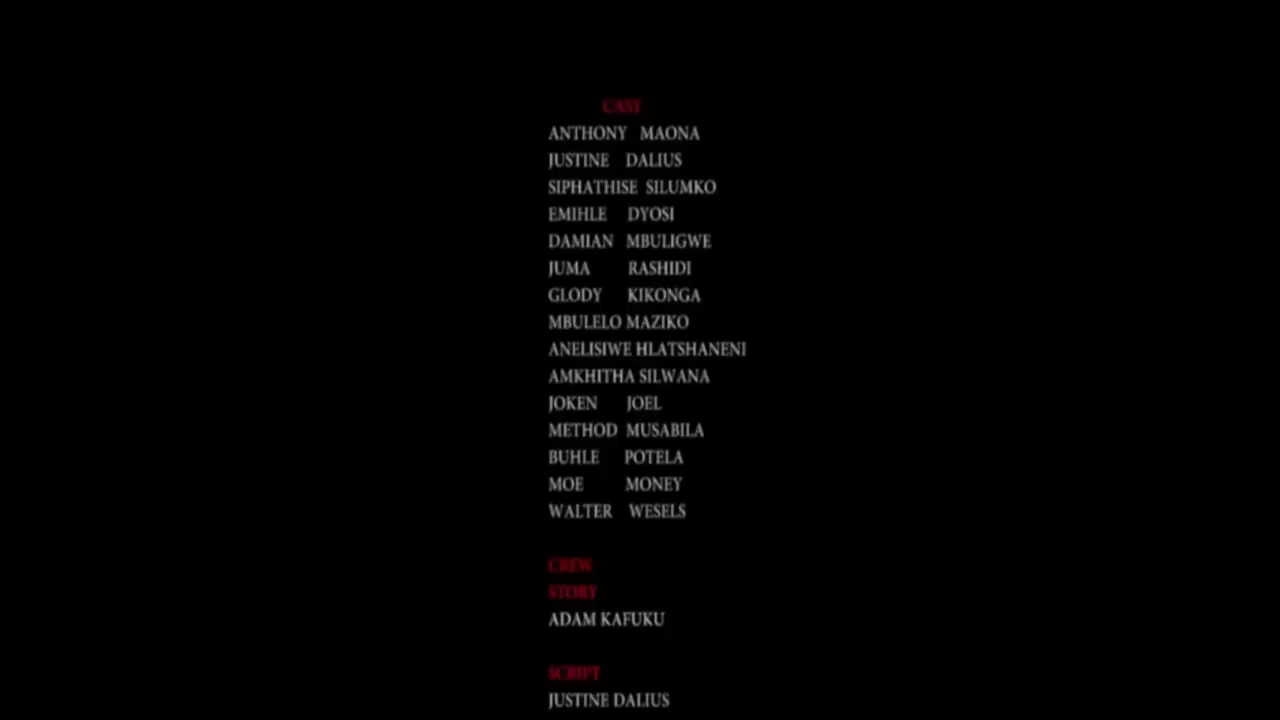 CAST
ANTHONY MAONA
JUSTINE DALIUS
SIPHATHISE SILUMKO
EMIHLE DYOSI
DAMIAN MBULIGWE
JUMA RASHIDI
GLODY KIKONGA
MBULELO MAZIKO
ANELISIWE HLATSHANENI
AMKHITHA SILWANA
JOKEN JOEL
METHOD MUSABILA
BUHLE POTELA
MOE MONEY
WALTER WESELS
CREW
STORY
ADAM KAFUKU
SCRIPT
JUSTINE DALIUS